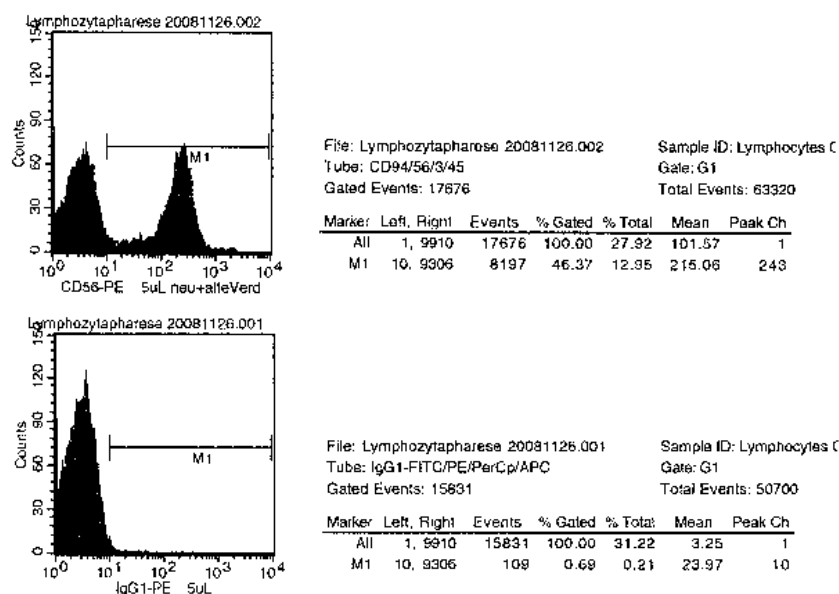 Lymphozytapharese 20081126.002
150
120
90
60
30
0
Counts
M1
10^0 10^1 10^2 10^3 10^4
CD56-PE 5uL neu+alteVerd
File: Lymphozytapharose 20081126.002 Sample ID: Lymphocytes
Tube: CD94/56/3/45 Gate: G1
Gated Events: 17676 Total Events: 63320
Marker Left, Right Events % Gated % Total Mean Peak Ch
All 1, 9910 17676 100.00 27.92 101.57 1
M1 10, 9306 8197 46.37 12.95 215.06 243
Lymphozytapharese 20081126.001
150
120
90
60
30
0
Counts
M1
10^0 10^1 10^2 10^3 10^4
IgG1-PE 5uL
File: Lymphozytapharese 20081126.001 Sample ID: Lymphocytes
Tube: IgG1-FITC/PE/PerCp/APC Gate: G1
Gated Events: 15831 Total Events: 50700
Marker Left, Right Events % Gated % Total Mean Peak Ch
All 1, 9910 15831 100.00 31.22 3.25 1
M1 10, 9306 109 0.69 0.21 23.97 10